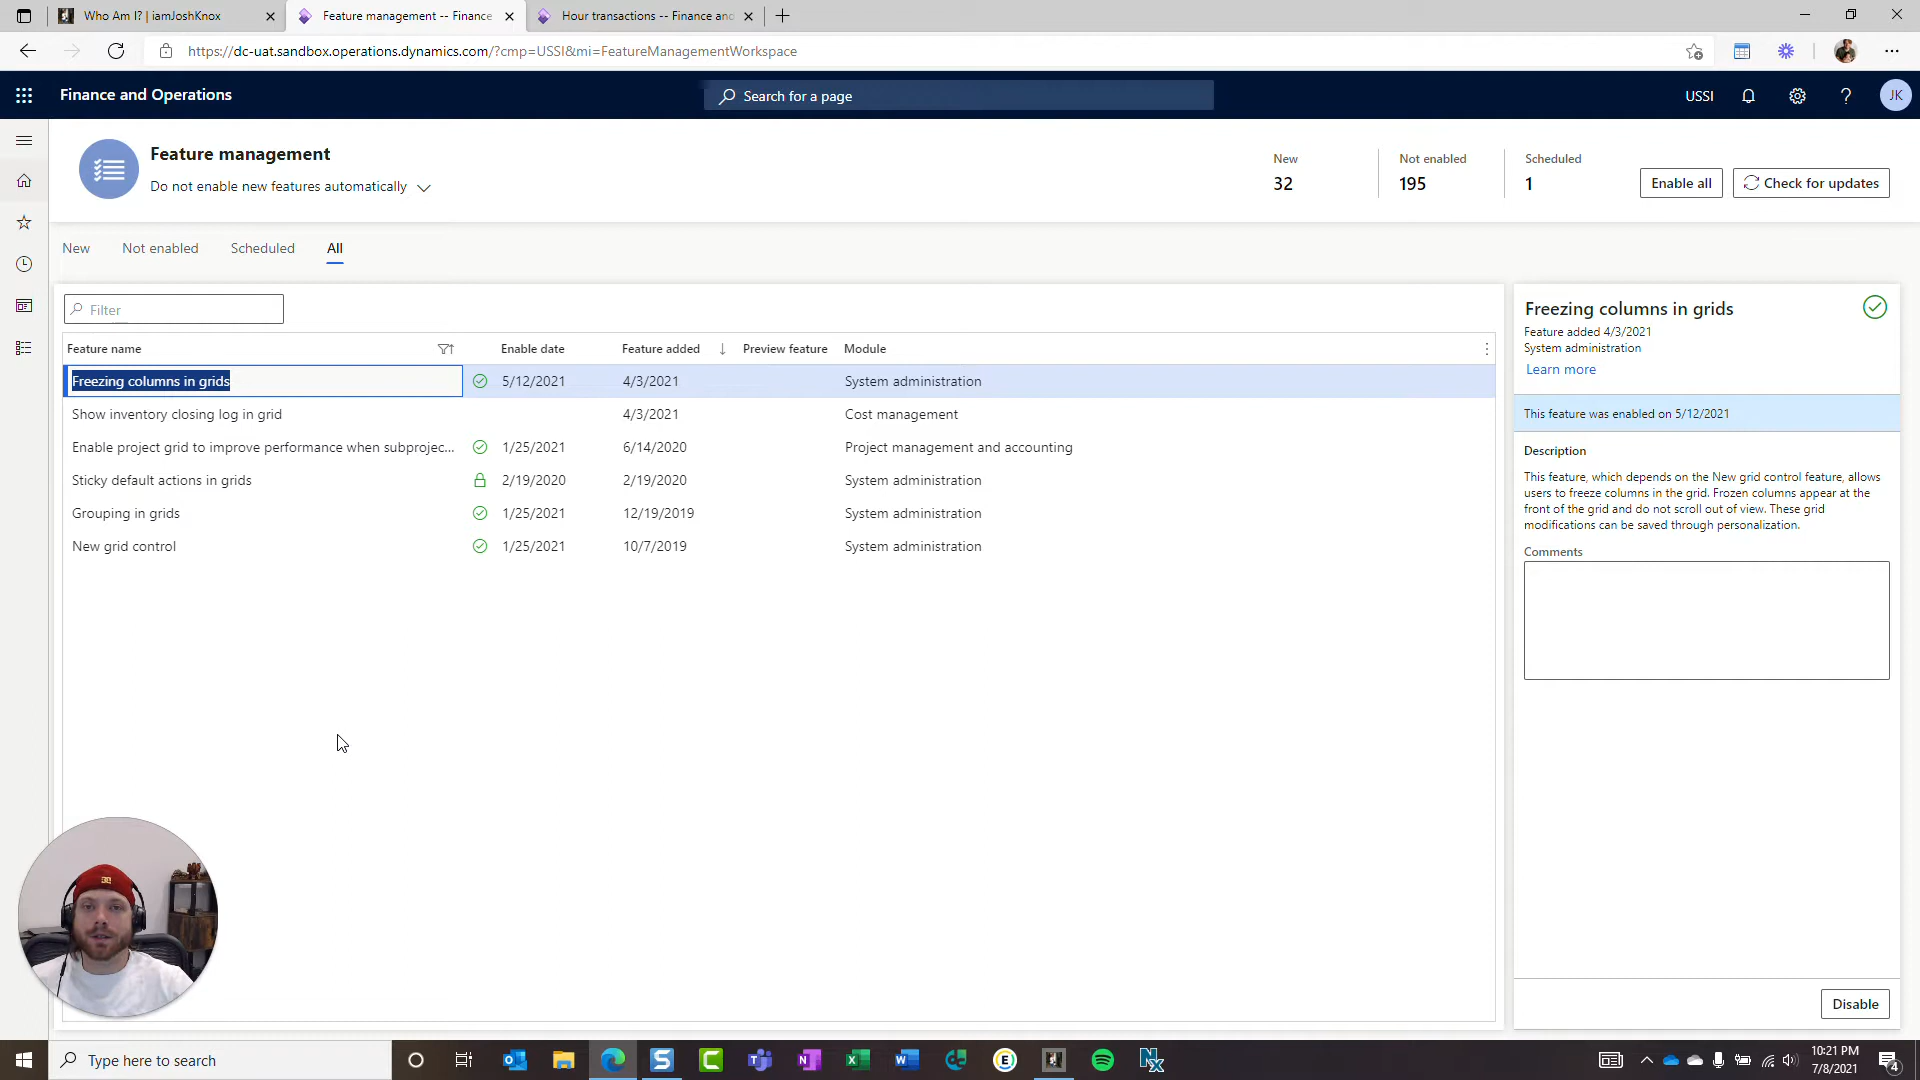 Who Am I? | iamJoshKnox
Feature management -- Finance
Hour transactions -- Finance and
https://dc-uat.sandbox.operations.dynamics.com/?cmp=USSI&mi=FeatureManagementWorkspace
Finance and Operations
Search for a page
USSI
JK
Feature management
Do not enable new features automatically
New
32
Not enabled
195
Scheduled
1
Enable all
Check for updates
New
Not enabled
Scheduled
All
Filter
Feature name Enable date Feature added Preview feature Module
Freezing columns in grids 5/12/2021 4/3/2021 System administration
Show inventory closing log in grid 4/3/2021 Cost management
Enable project grid to improve performance when subprojec... 1/25/2021 6/14/2020 Project management and accounting
Sticky default actions in grids 2/19/2020 2/19/2020 System administration
Grouping in grids 1/25/2021 12/19/2019 System administration
New grid control 1/25/2021 10/7/2019 System administration
Freezing columns in grids
Feature added 4/3/2021
System administration
Learn more
This feature was enabled on 5/12/2021
Description
This feature, which depends on the New grid control feature, allows
users to freeze columns in the grid. Frozen columns appear at the
front of the grid and do not scroll out of view. These grid
modifications can be saved through personalization.
Comments
Disable
Type here to search
10:21 PM
7/8/2021
4